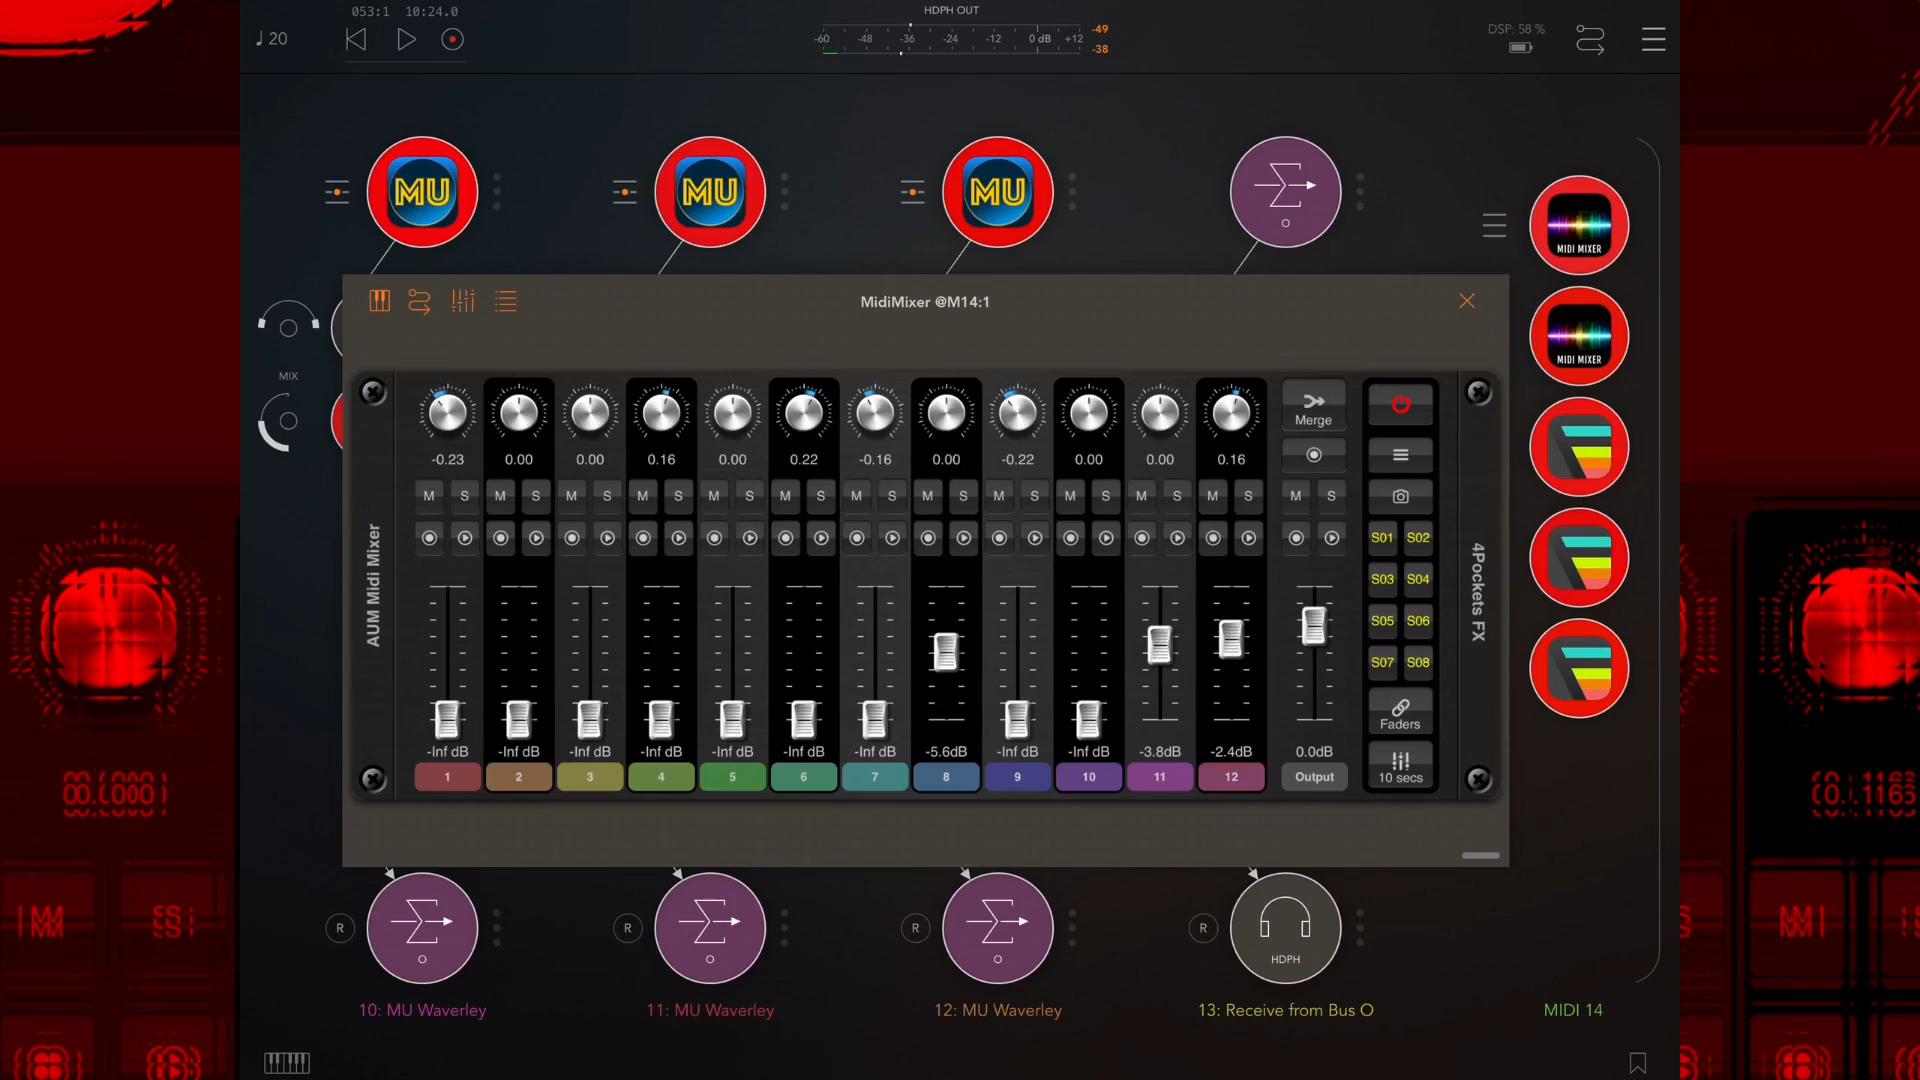 053:1 10:24.0
HDPH OUT
♩ 20
-60 -48 -36 -24 -12 0 dB +12
-49
-38
DSP: 58 %
MU
MU
MU
O
MIDI MIXER
MIDI MIXER
MIX
MidiMixer @M14:1
AUM Midi Mixer
-0.23 0.00 0.00 0.16 0.00 0.22 -0.16 0.00 -0.22 0.00 0.00 0.16
Merge
M S M S M S M S M S M S M S M S M S M S M S M S M S
S01 S02
S03 S04
S05 S06
S07 S08
Faders
10 secs
4Pockets FX
-Inf dB -Inf dB -Inf dB -Inf dB -Inf dB -Inf dB -Inf dB -5.6dB -Inf dB -Inf dB -3.8dB -2.4dB 0.0dB
1 2 3 4 5 6 7 8 9 10 11 12 Output
R O R O R O R HDPH
10: MU Waverley
11: MU Waverley
12: MU Waverley
13: Receive from Bus O
MIDI 14